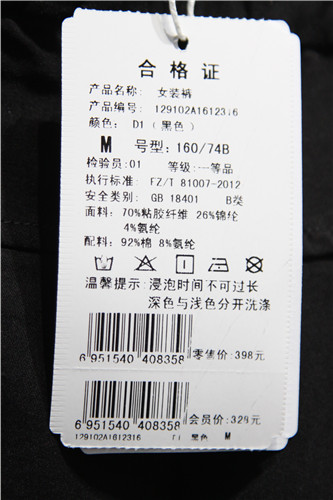 合格证
产品名称: 女装裤
产品编号: 129102A1612316
颜色: D1 (黑色)
M 号型: 160/74B
检验员:01 等级:一等品
执行标准: FZ/T 81007-2012
安全类别: GB 18401 B类
面料: 70%粘胶纤维 26%锦纶
4%氨纶
配料: 92%棉 8%氨纶
温馨提示: 浸泡时间不可过长
深色与浅色分开洗涤
6 951540 408358 零售价: 398元
6 951540 408358 会员价: 328元
129102A1612316 D1 黑色 M